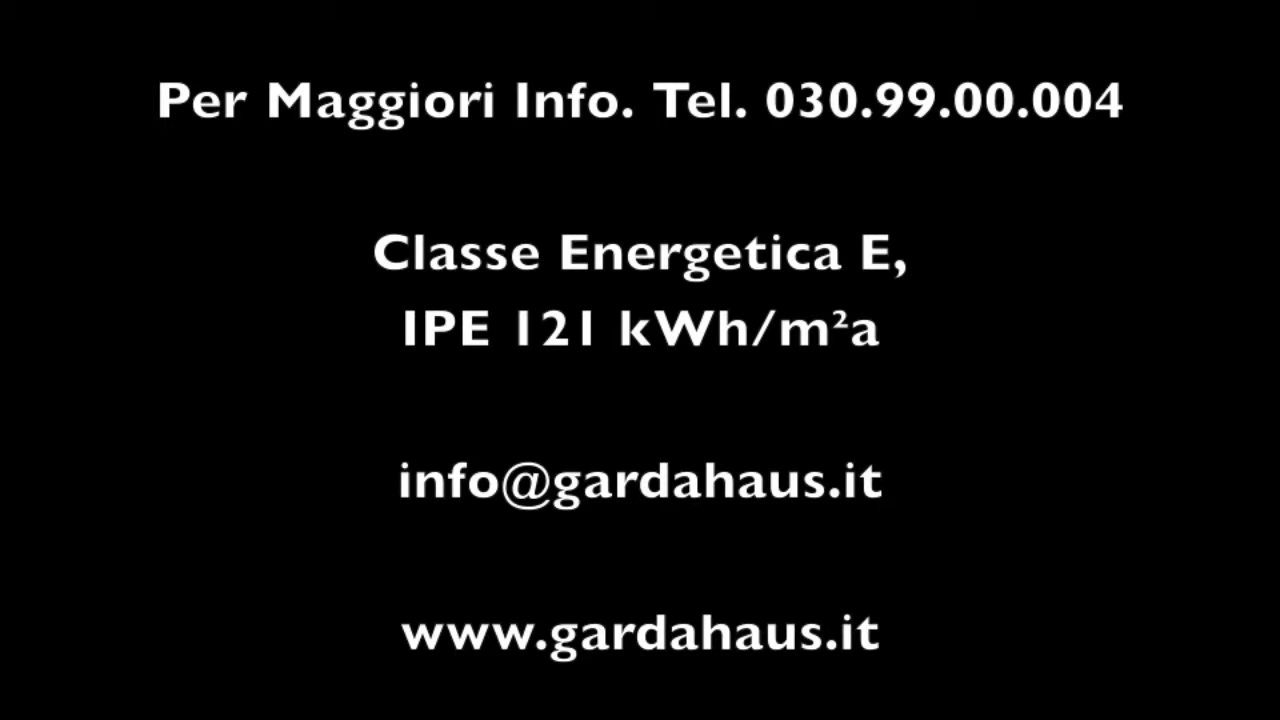 Per Maggiori Info. Tel. 030.99.00.004
Classe Energetica E,
IPE 121 kWh/m²a
info@gardahaus.it
www.gardahaus.it